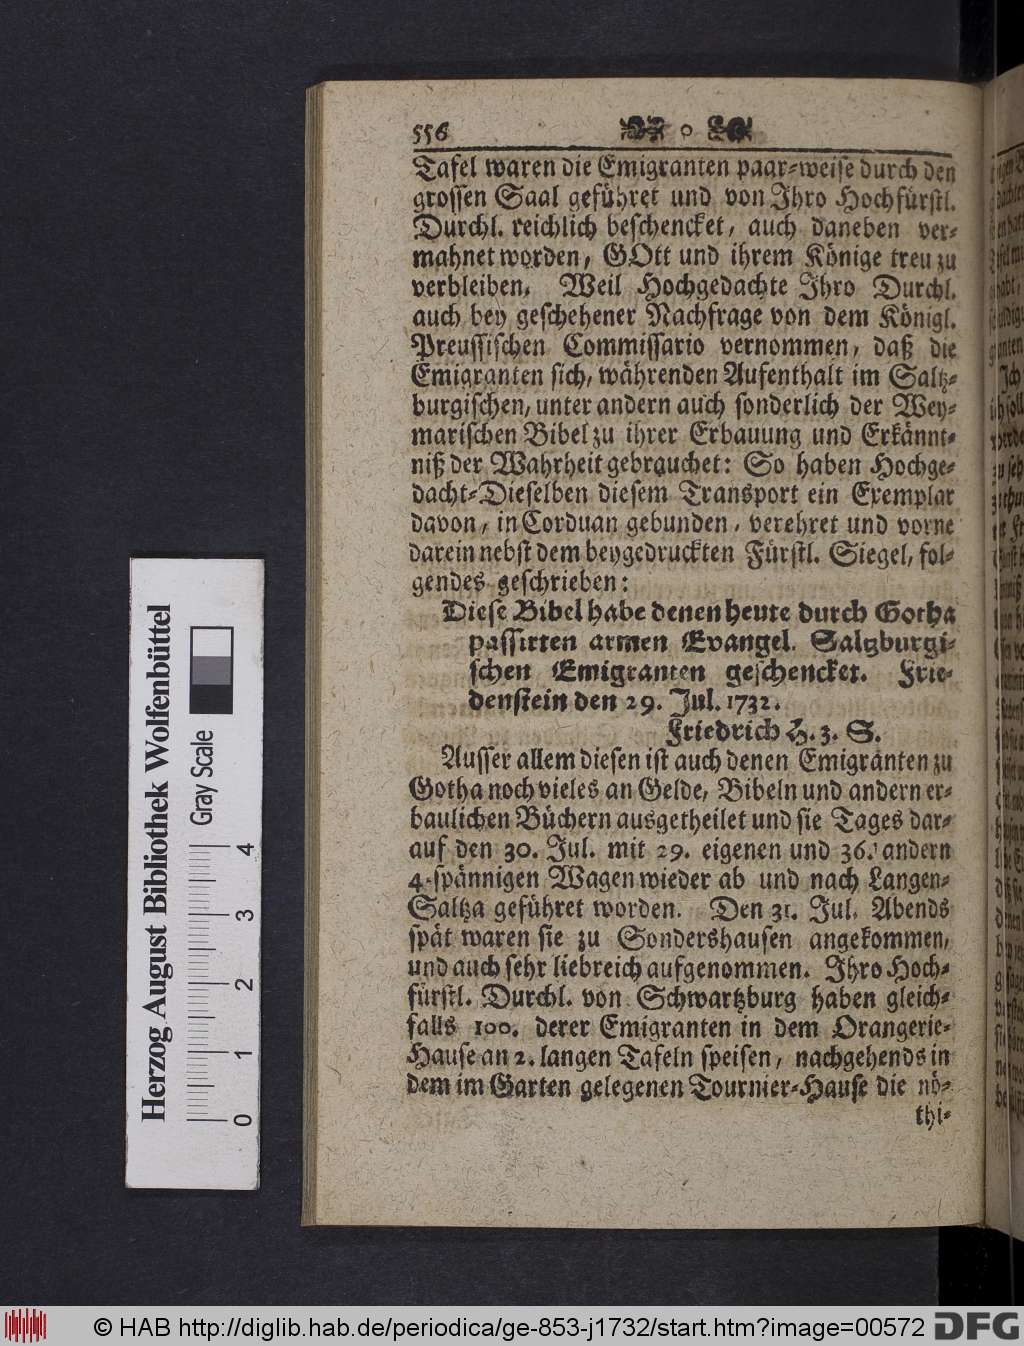 556 o
Tafel waren die Emigranten paar-weise durch den
grossen Saal geführet und von Ihro Hochfürstl.
Durchl. reichlich beschencket, auch daneben ver-
mahnet worden, GOtt und ihrem Könige treu zu
verbleiben. Weil Hochgedachte Ihro Durchl.
auch bey geschehener Nachfrage von dem Königl.
Preussischen Commissario vernommen, daß die
Emigranten sich, währenden Aufenthalt im Saltz-
burgischen, unter andern auch sonderlich der Wey-
marischen Bibel zu ihrer Erbauung und Erkännt-
niß der Wahrheit gebrauchet: So haben Hochge-
dacht-Dieselben diesem Transport ein Exemplar
davon, in Corduan gebunden, verehret und vorne
darein nebst dem beygedruckten Fürstl. Siegel, fol-
gendes geschrieben:
Diese Bibel habe denen heute durch Gotha
passirten armen Evangel. Saltzburgi-
schen Emigranten geschencket. Frie-
denstein den 29. Jul. 1732.
Friedrich H. z. S.
Ausser allem diesen ist auch denen Emigranten zu
Gotha noch vieles an Gelde, Bibeln und andern er-
baulichen Büchern ausgetheilet und sie Tages dar-
auf den 30. Jul. mit 29. eigenen und 36. andern
4-spännigen Wagen wieder ab und nach Langen-
Saltza geführet worden. Den 31. Jul. Abends
spät waren sie zu Sondershausen angekommen,
und auch sehr liebreich aufgenommen. Ihro Hoch-
fürstl. Durchl. von Schwartzburg haben gleich-
falls 100. derer Emigranten in dem Orangerie-
Hause an 2. langen Tafeln speisen, nachgehends in
dem im Garten gelegenen Tournier-Hause die nö-
thi-
Herzog August Bibliothek Wolfenbüttel
Gray Scale
0 1 2 3 4
© HAB http://diglib.hab.de/periodica/ge-853-j1732/start.htm?image=00572
DFG